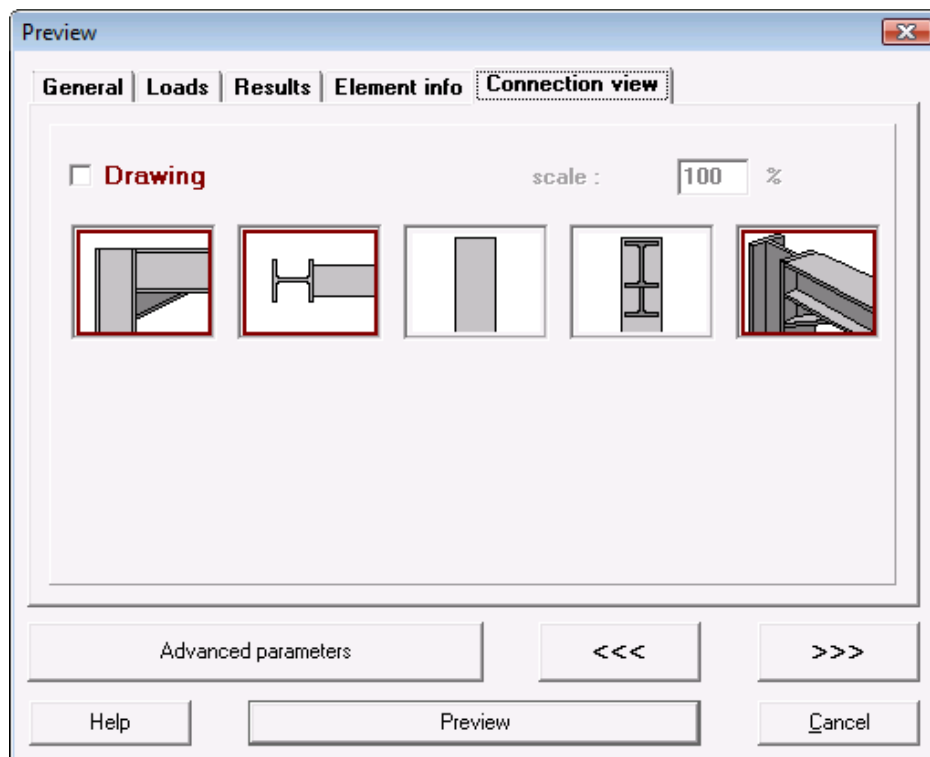 Preview
General Loads Results Element info Connection view
Drawing scale : 100 %
Advanced parameters <<< >>>
Help Preview Cancel